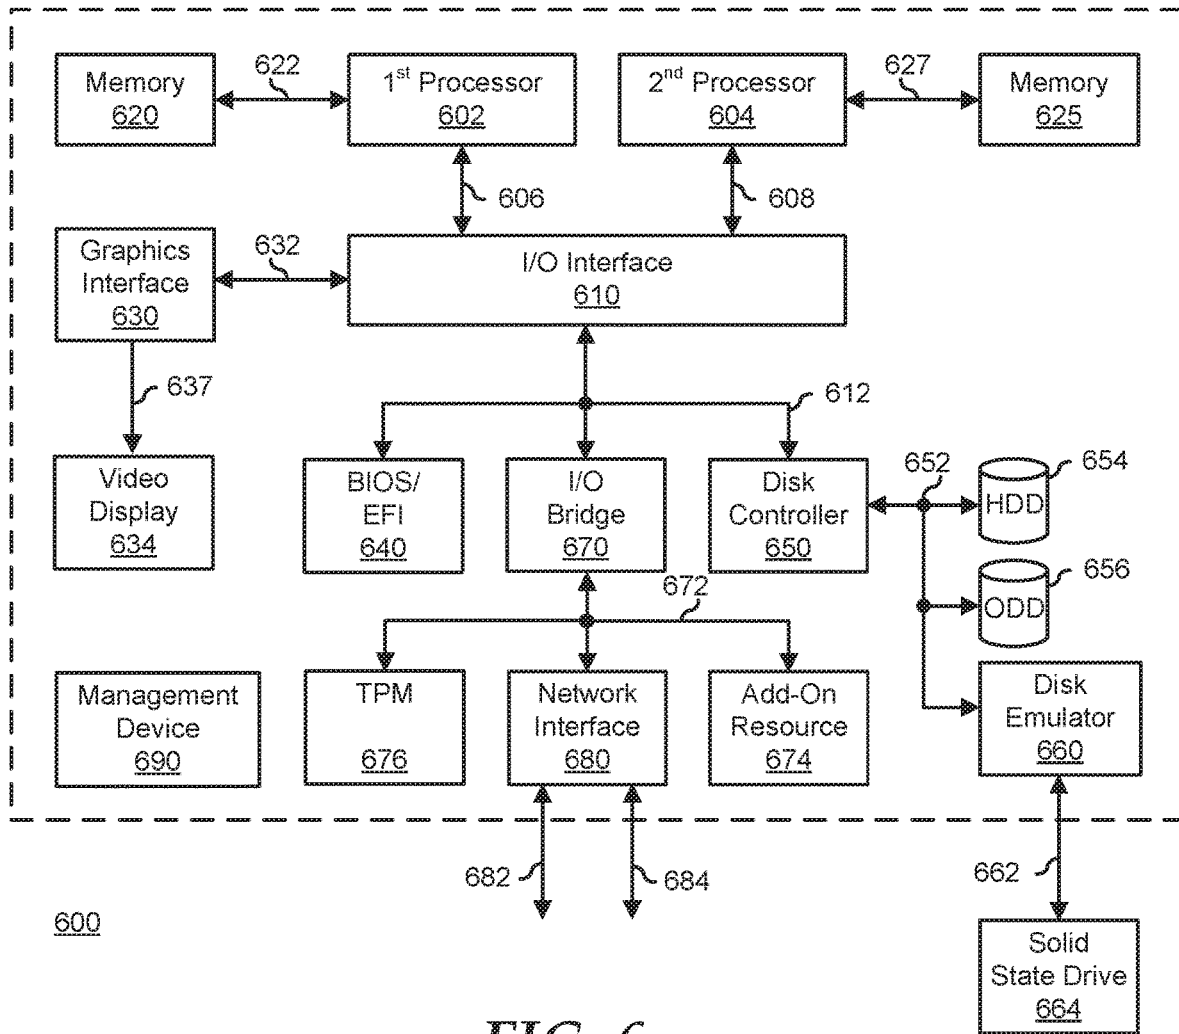 622
627
Memory
620
1st Processor
602
2nd Processor
604
Memory
625
606
608
Graphics
Interface
630
632
I/O Interface
610
637
612
Video
Display
634
BIOS/
EFI
640
I/O
Bridge
670
Disk
Controller
650
652
654
HDD
656
ODD
672
Management
Device
690
TPM
676
Network
Interface
680
Add-On
Resource
674
Disk
Emulator
660
682
684
662
600
Solid
State Drive
664
FIG. 6